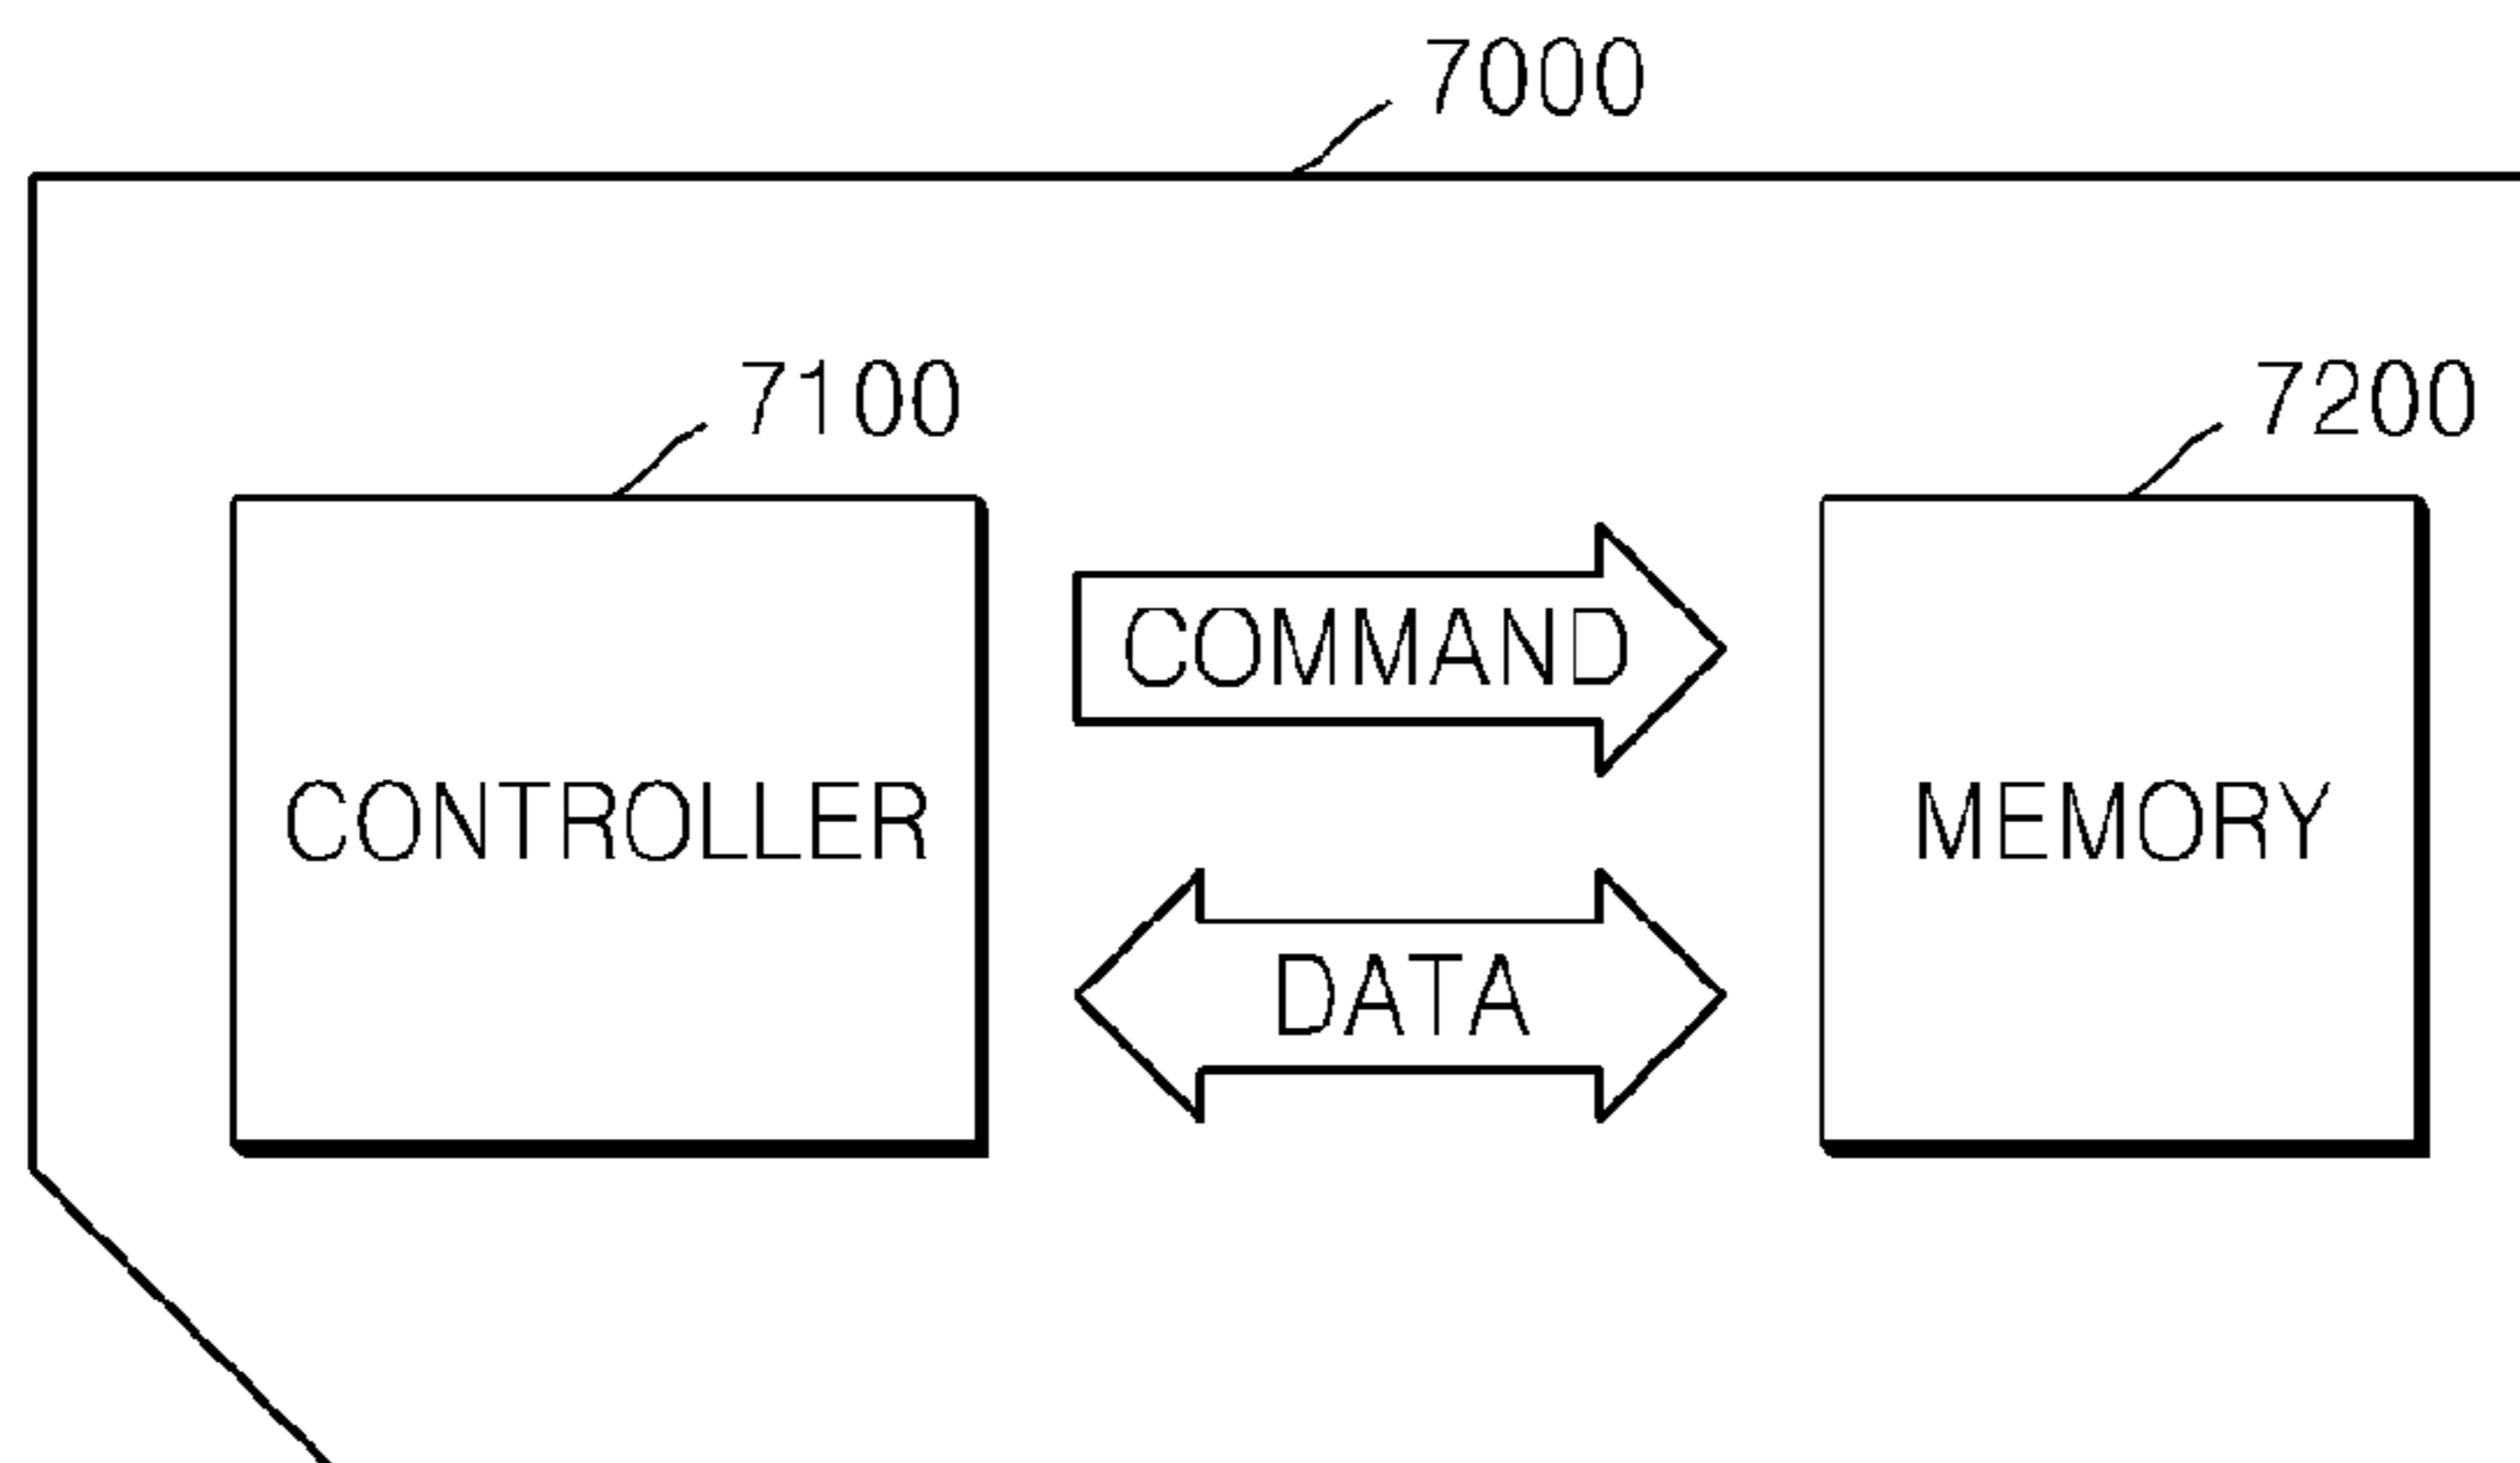 7000
7100
7200
COMMAND
CONTROLLER
MEMORY
DATA